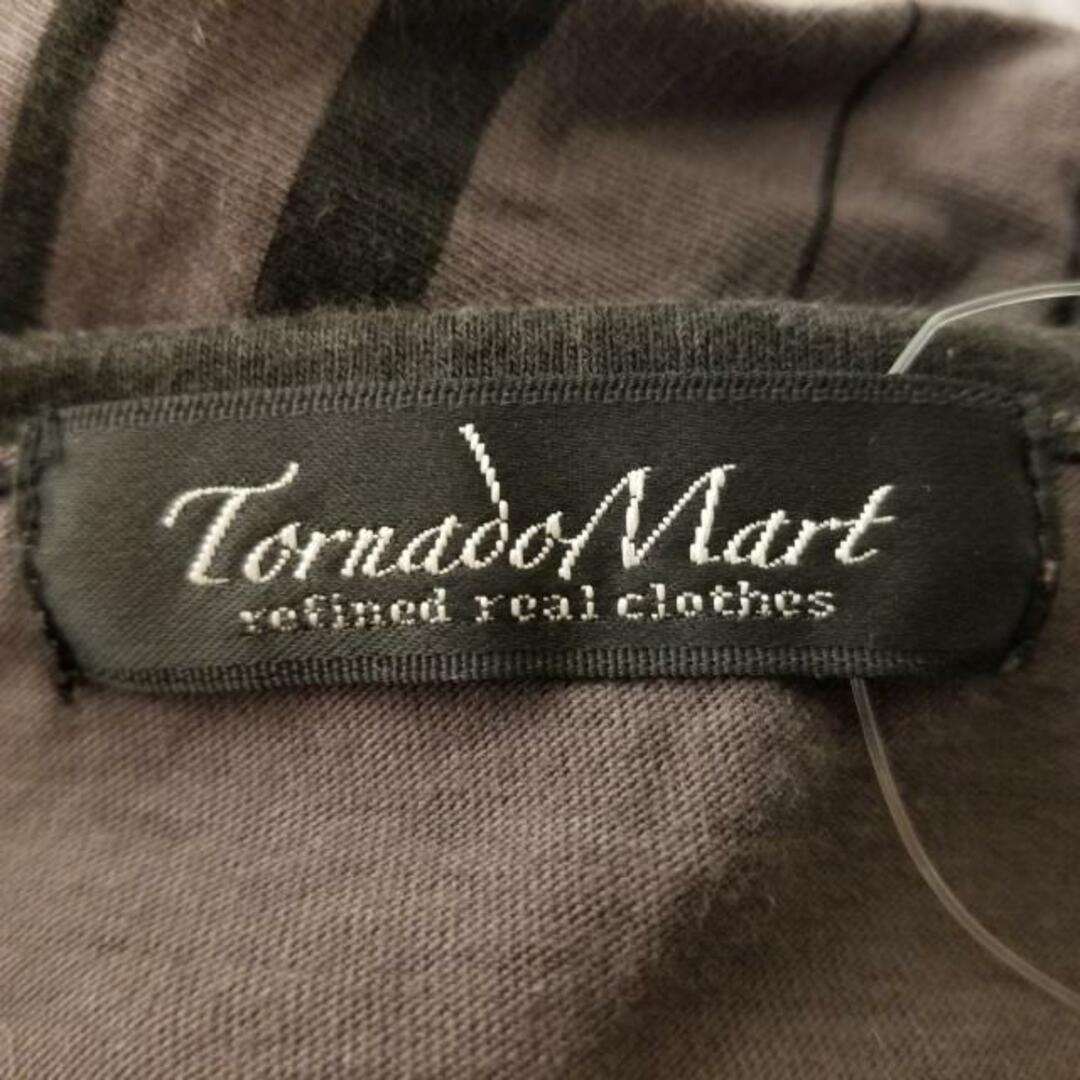 TornadoMart
refined real clothes